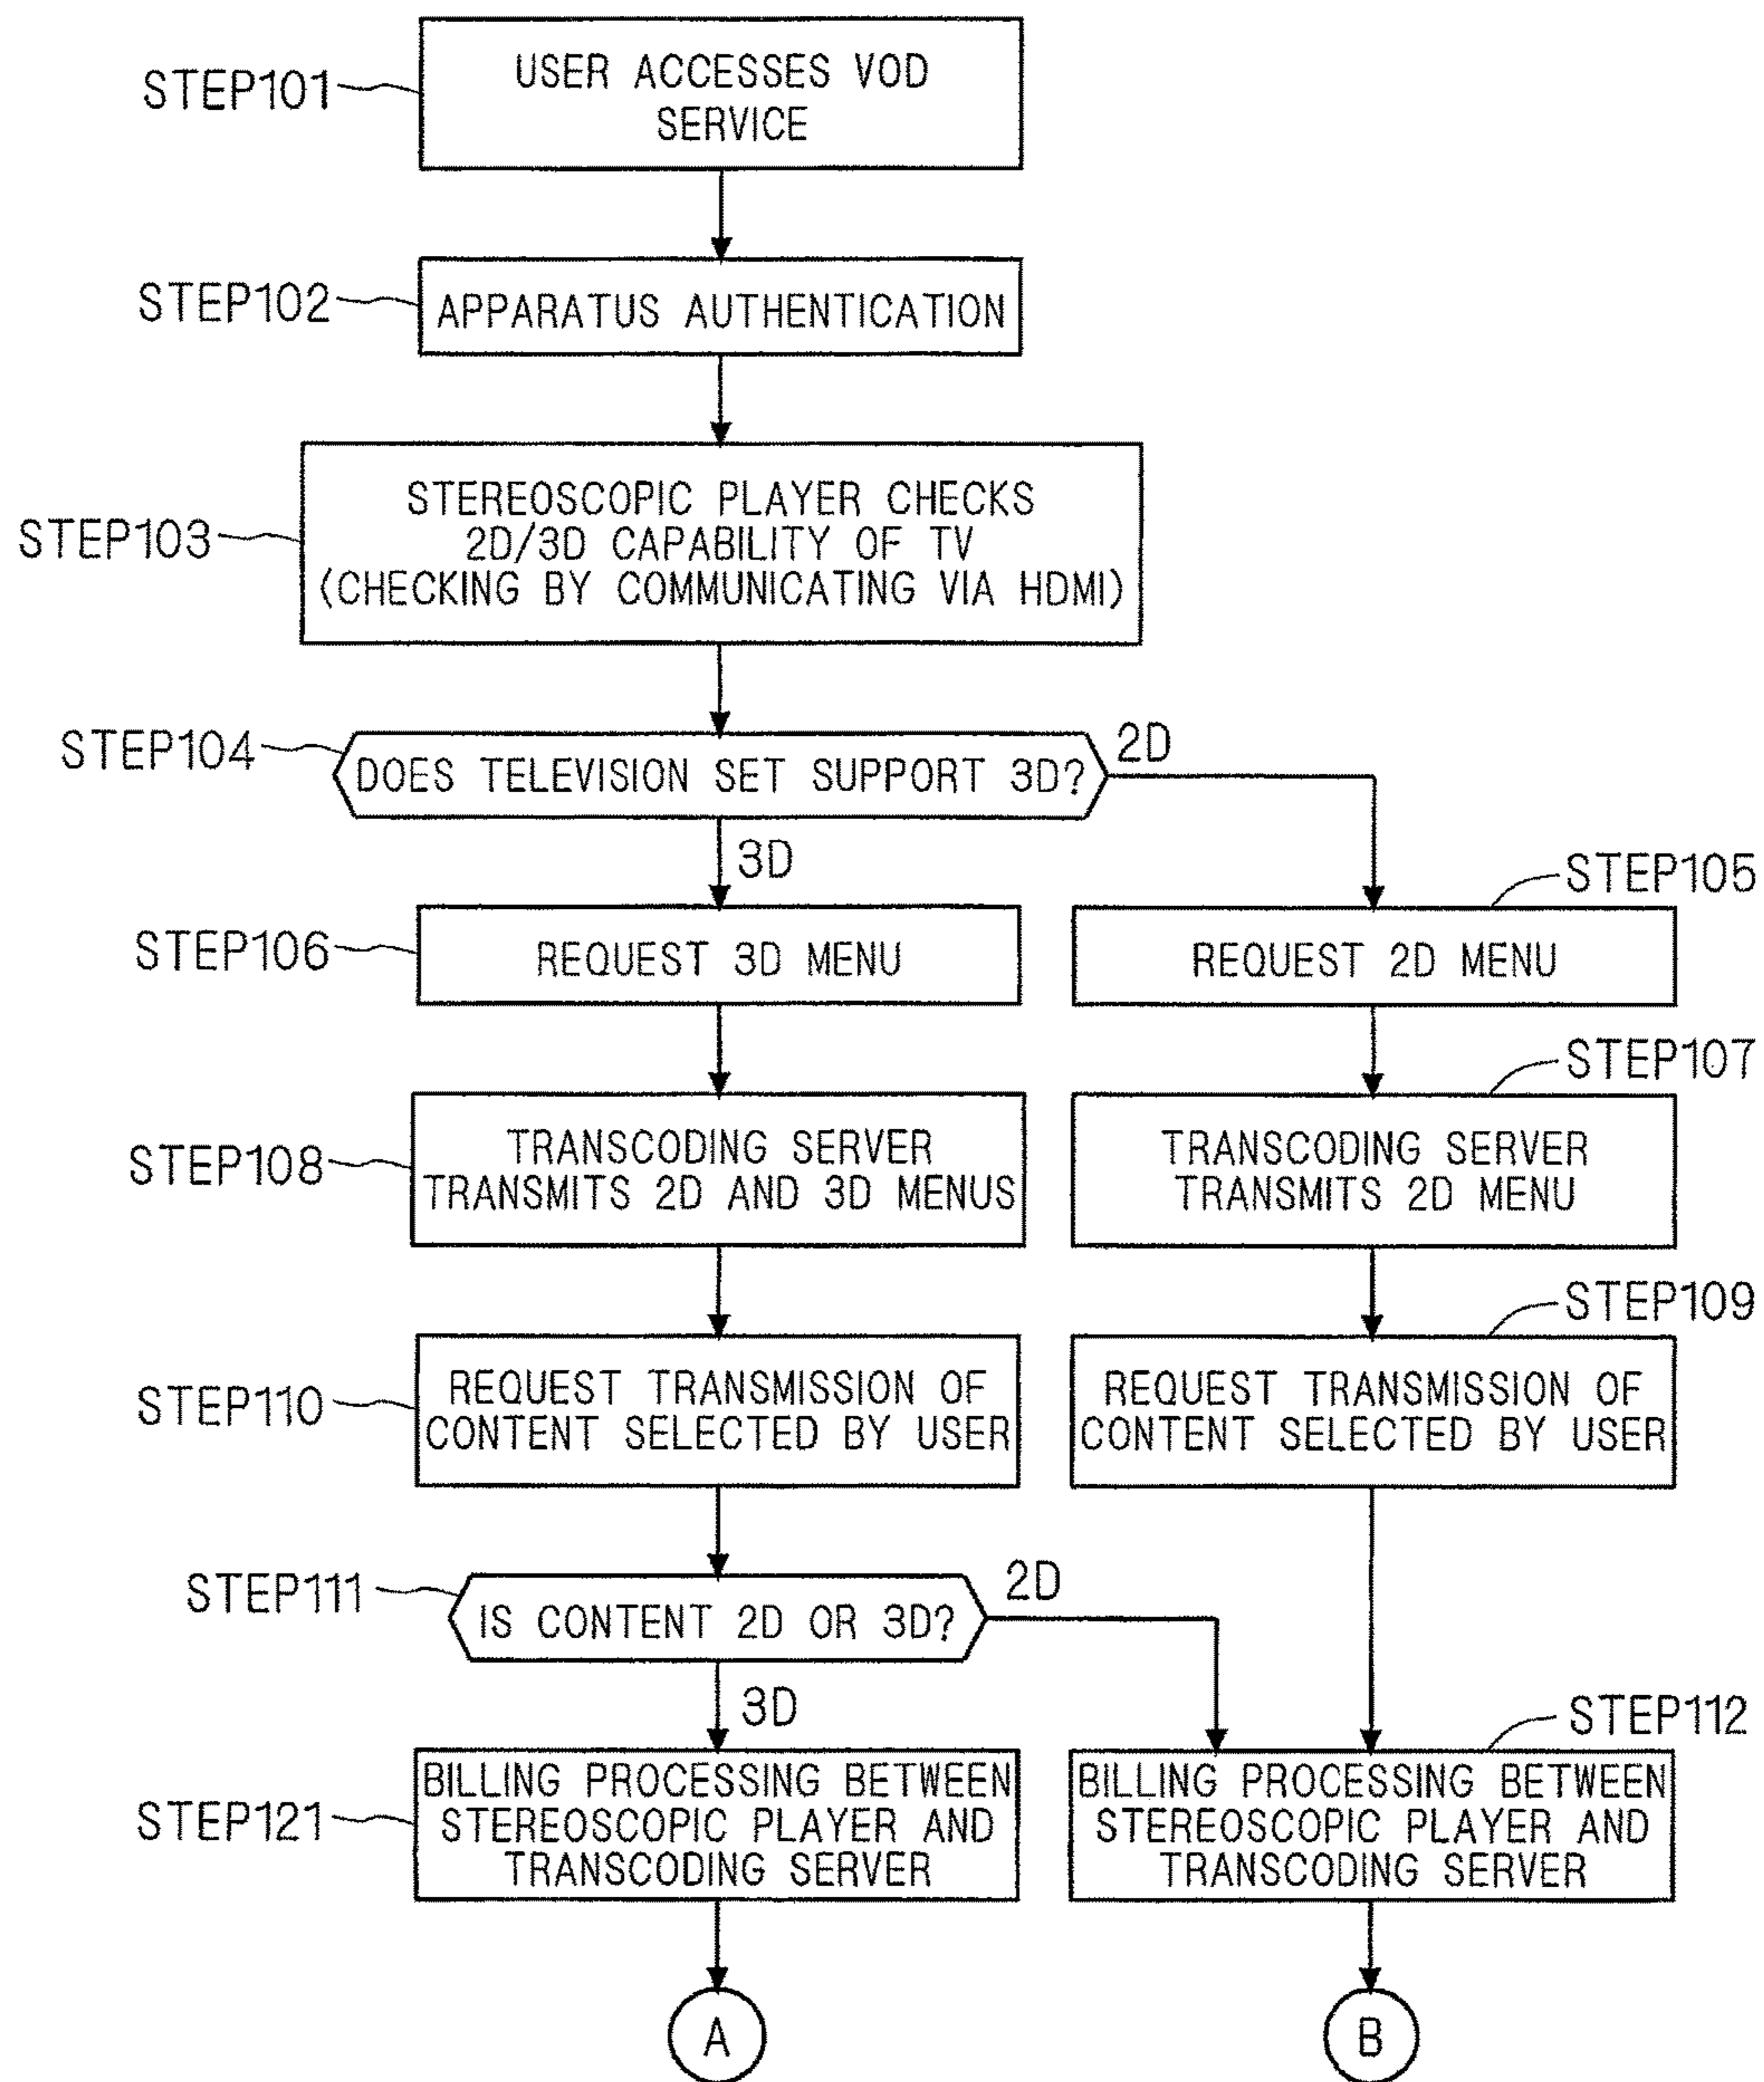 STEP101
USER ACCESSES VOD
SERVICE
STEP102
APPARATUS AUTHENTICATION
STEP103
STEREOSCOPIC PLAYER CHECKS
2D/3D CAPABILITY OF TV
(CHECKING BY COMMUNICATING VIA HDMI)
STEP104
DOES TELEVISION SET SUPPORT 3D?
2D
3D
STEP106
REQUEST 3D MENU
STEP105
REQUEST 2D MENU
STEP108
TRANSCODING SERVER
TRANSMITS 2D AND 3D MENUS
STEP107
TRANSCODING SERVER
TRANSMITS 2D MENU
STEP110
REQUEST TRANSMISSION OF
CONTENT SELECTED BY USER
STEP109
REQUEST TRANSMISSION OF
CONTENT SELECTED BY USER
STEP111
IS CONTENT 2D OR 3D?
2D
3D
STEP121
BILLING PROCESSING BETWEEN
STEREOSCOPIC PLAYER AND
TRANSCODING SERVER
STEP112
BILLING PROCESSING BETWEEN
STEREOSCOPIC PLAYER AND
TRANSCODING SERVER
A
B